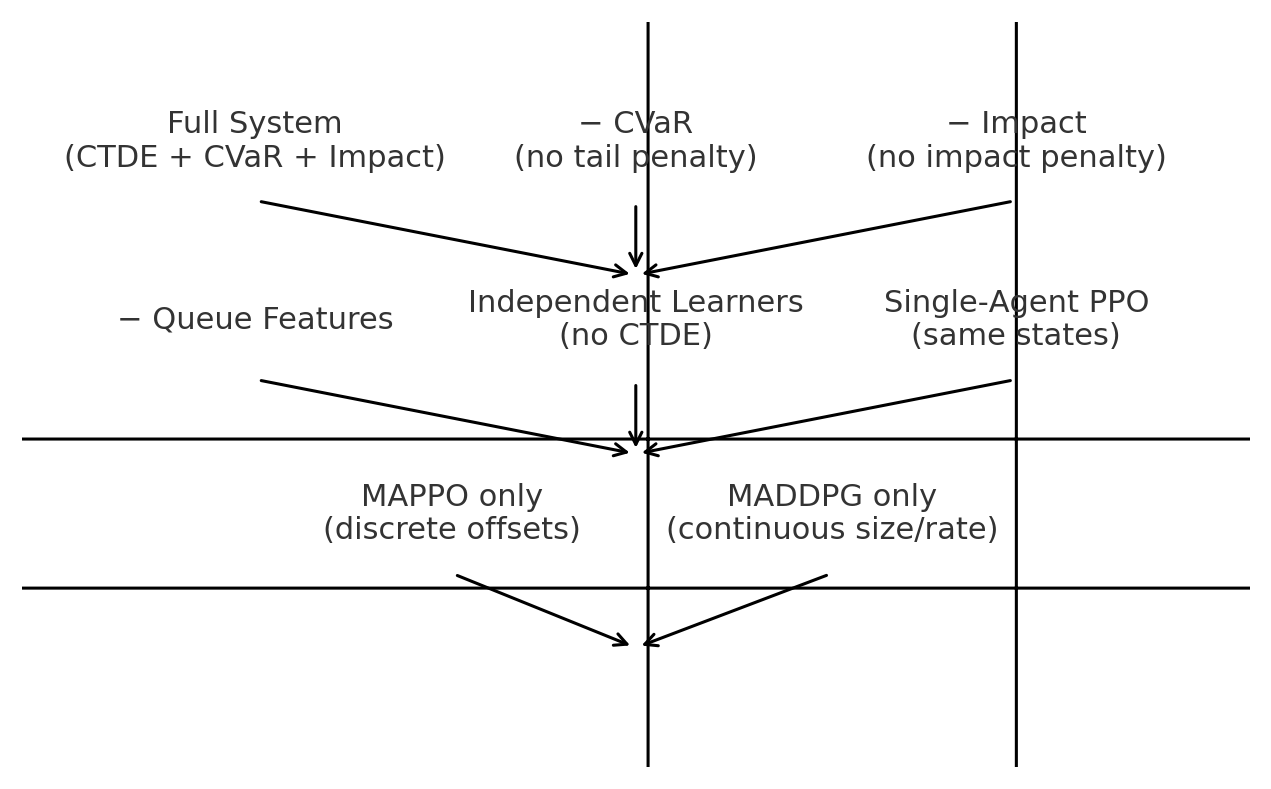 Full System
(CTDE + CVaR + Impact)
− CVaR
(no tail penalty)
− Impact
(no impact penalty)
− Queue Features
Independent Learners
(no CTDE)
Single-Agent PPO
(same states)
MAPPO only
(discrete offsets)
MADDPG only
(continuous size/rate)